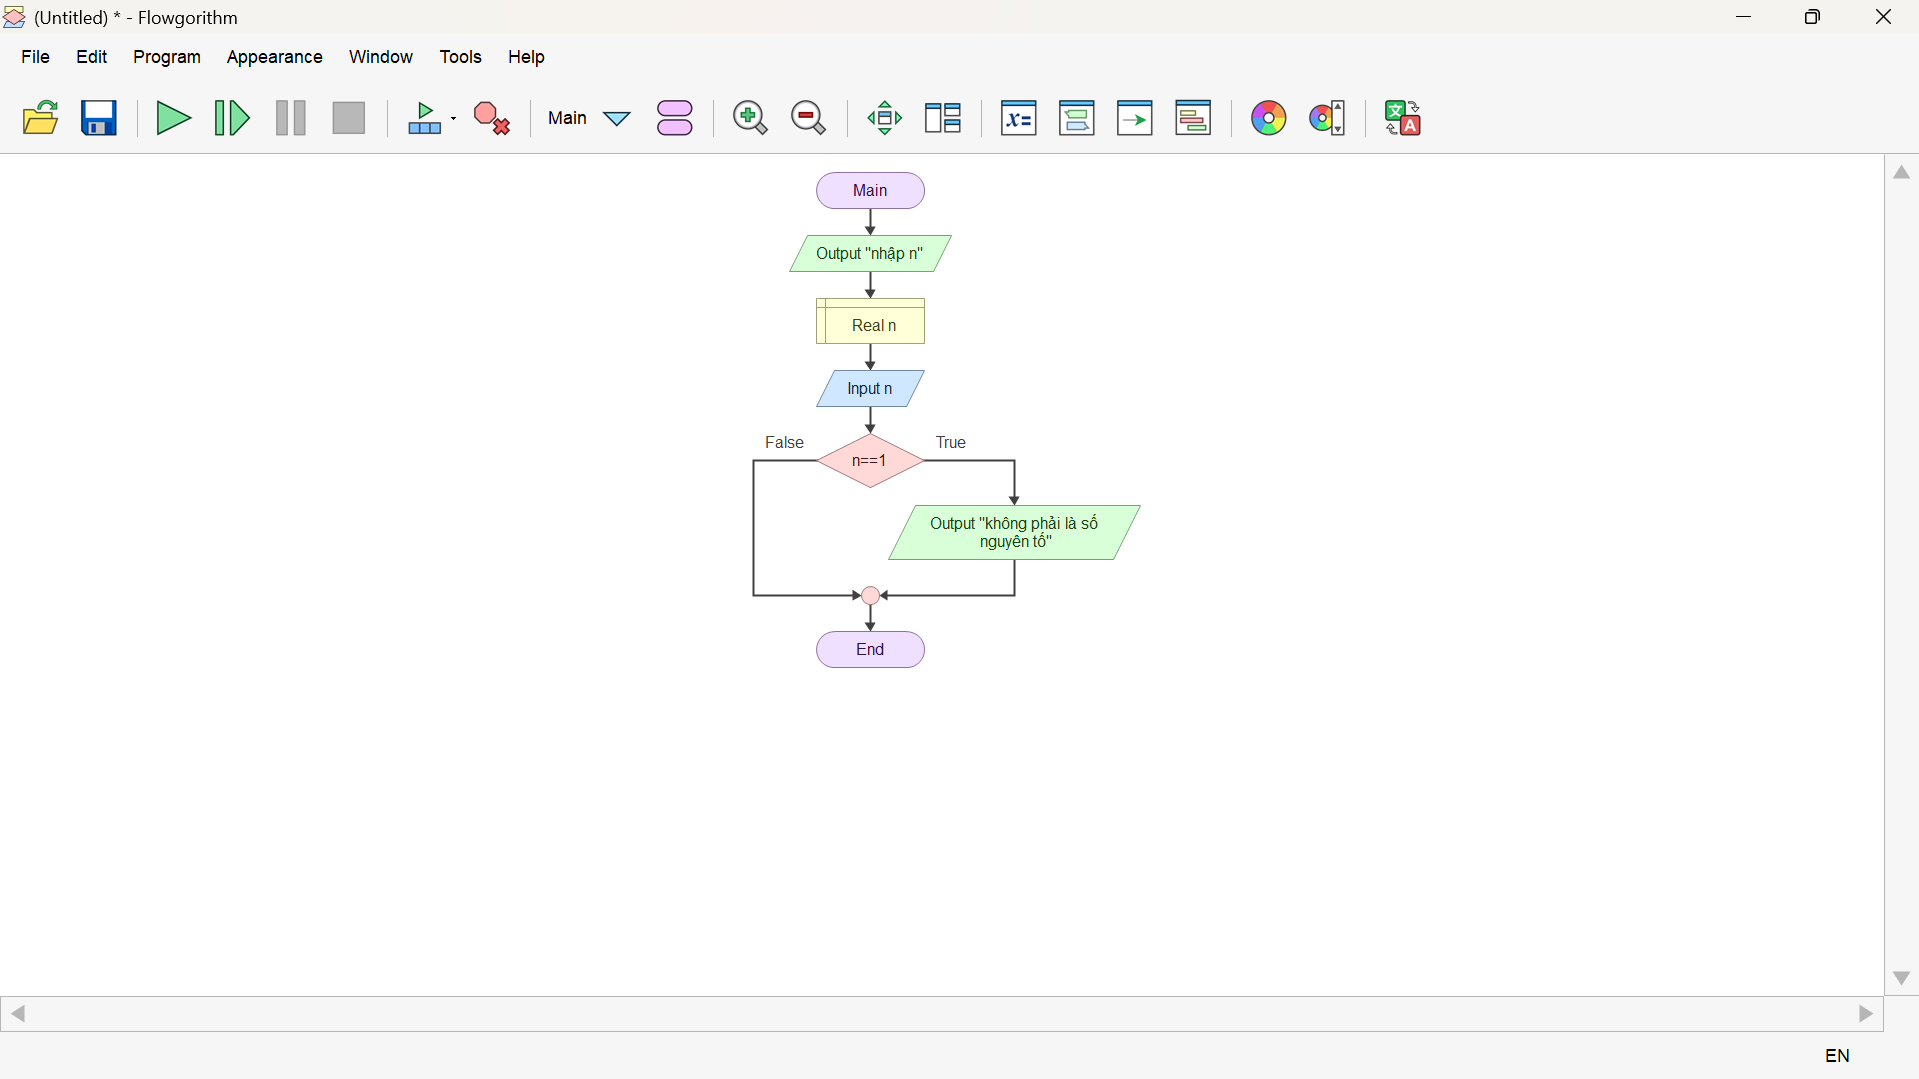 (Untitled) * - Flowgorithm
File Edit Program Appearance Window Tools Help
Main
x=
文
A
Main
Output "nhập n"
Real n
Input n
False
True
n==1
Output "không phải là số
nguyên tố"
End
EN